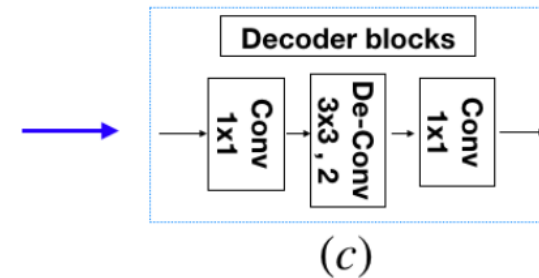 Decoder blocks
Conv
1x1
De-Conv
3x3 , 2
Conv
1x1
(c)